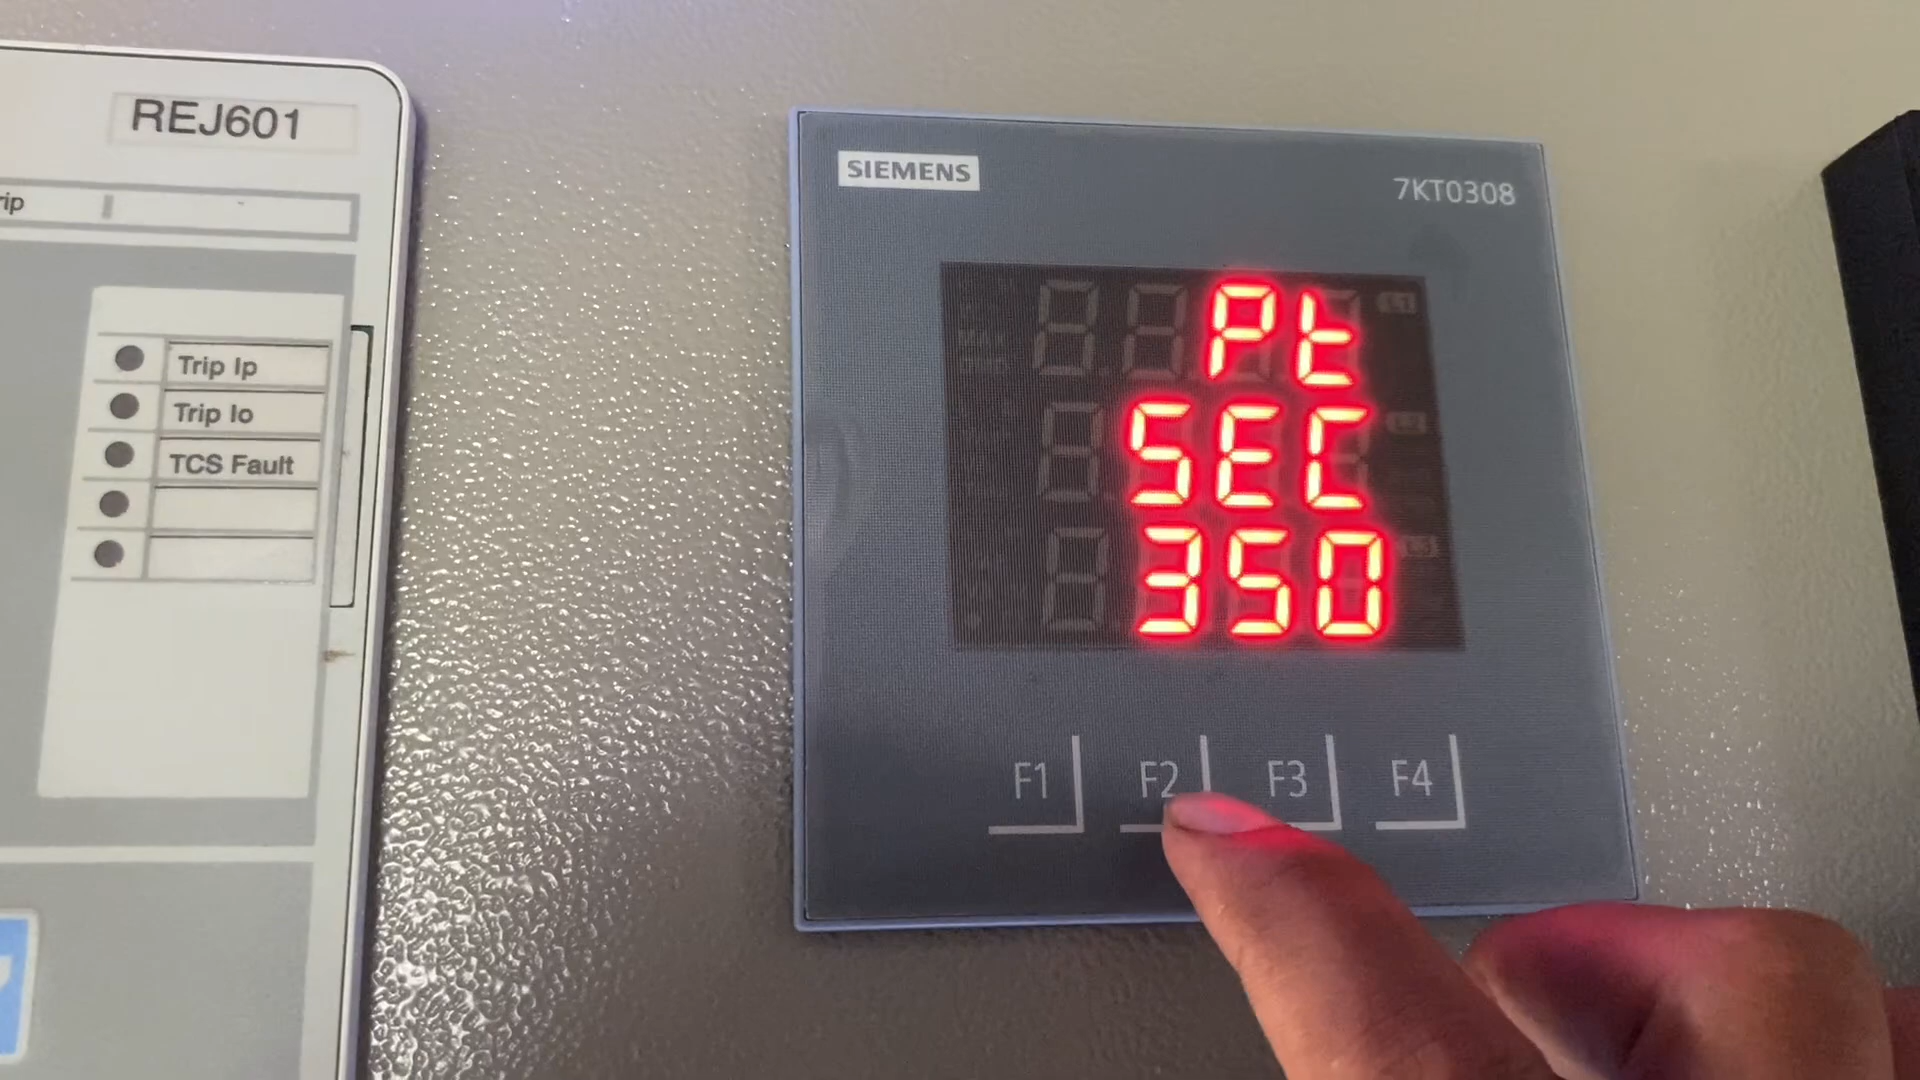 REJ601
rip
Trip Ip
Trip Io
TCS Fault
SIEMENS
7KT0308
Pt
SEC
350
F1
F2
F3
F4